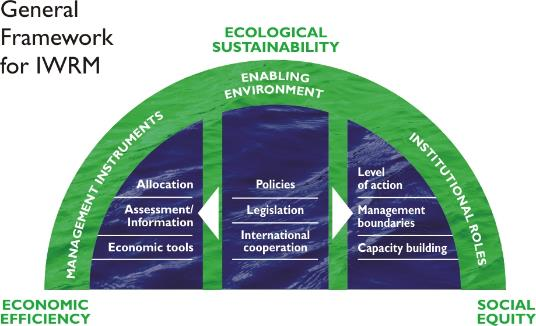 General
Framework
for IWRM
ECOLOGICAL
SUSTAINABILITY
ENABLING
ENVIRONMENT
MANAGEMENT INSTRUMENTS
INSTITUTIONAL ROLES
Allocation
Assessment/
Information
Economic tools
Policies
Legislation
International
cooperation
Level
of action
Management
boundaries
Capacity building
ECONOMIC
EFFICIENCY
SOCIAL
EQUITY